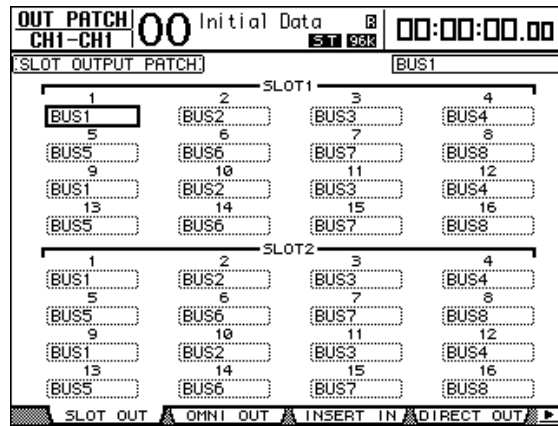 OUT PATCH 00 Initial Data R 00:00:00.00
CH1-CH1 ST 96k
SLOT OUTPUT PATCH BUS1
SLOT1
1 2 3 4
BUS1 BUS2 BUS3 BUS4
5 6 7 8
BUS5 BUS6 BUS7 BUS8
9 10 11 12
BUS1 BUS2 BUS3 BUS4
13 14 15 16
BUS5 BUS6 BUS7 BUS8
SLOT2
1 2 3 4
BUS1 BUS2 BUS3 BUS4
5 6 7 8
BUS5 BUS6 BUS7 BUS8
9 10 11 12
BUS1 BUS2 BUS3 BUS4
13 14 15 16
BUS5 BUS6 BUS7 BUS8
SLOT OUT OMNI OUT INSERT IN DIRECT OUT